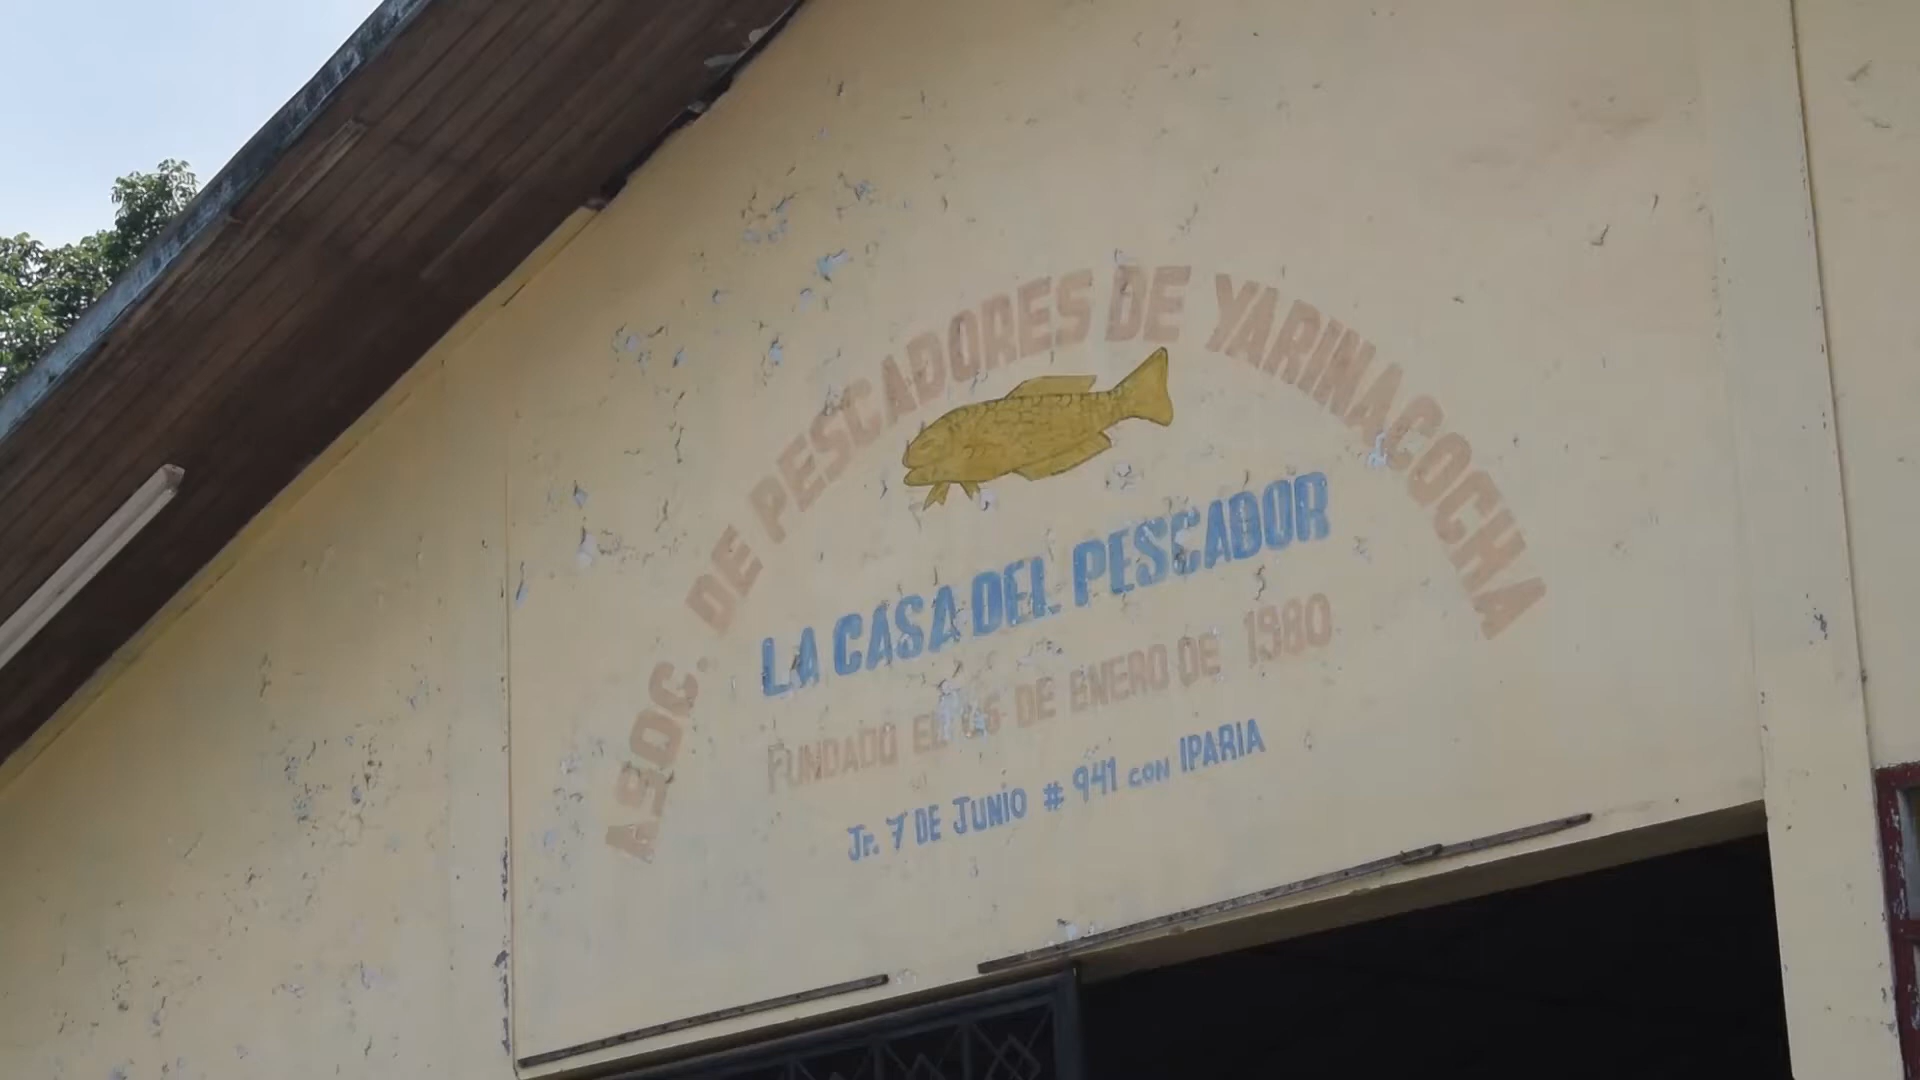 ASOC. DE PESCADORES DE YARINACOCHA
LA CASA DEL PESCADOR
FUNDADO EL DE ENERO DE 1980
Jr. 7 DE JUNIO # 941 CON IPARIA